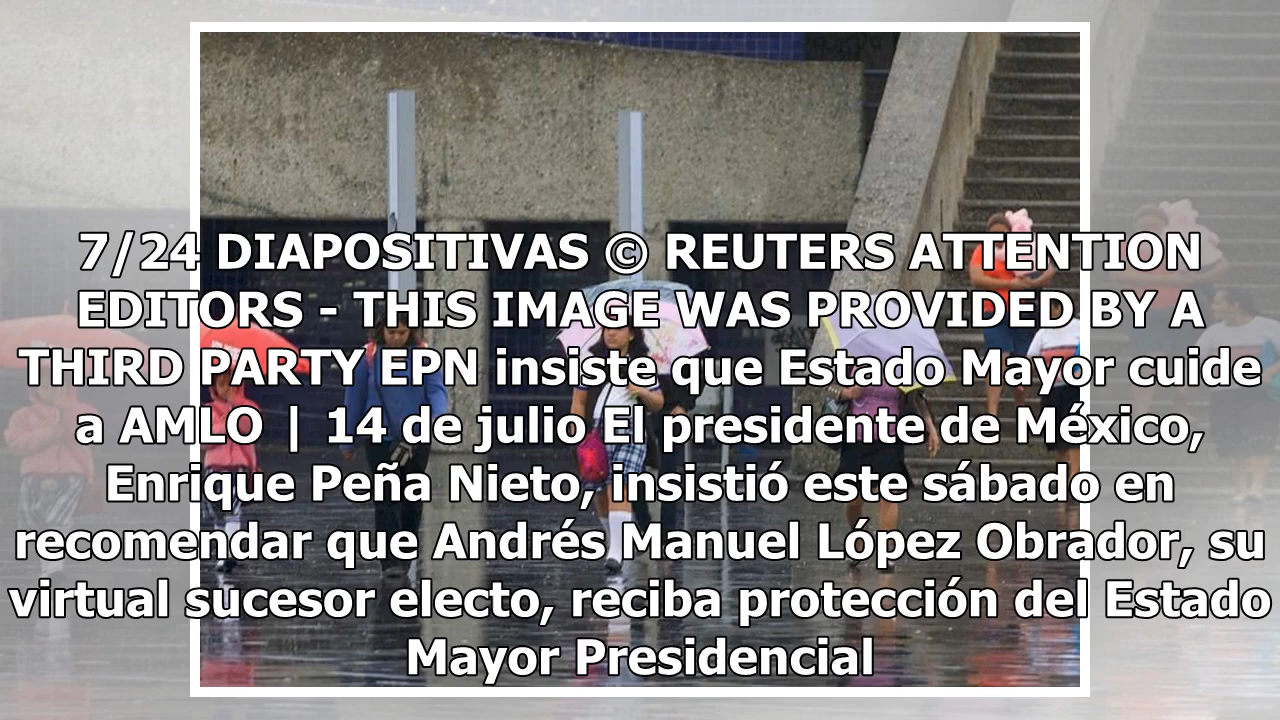 7/24 DIAPOSITIVAS © REUTERS ATTENTION
EDITORS - THIS IMAGE WAS PROVIDED BY A
THIRD PARTY EPN insiste que Estado Mayor cuide
a AMLO | 14 de julio El presidente de México,
Enrique Peña Nieto, insistió este sábado en
recomendar que Andrés Manuel López Obrador, su
virtual sucesor electo, reciba protección del Estado
Mayor Presidencial